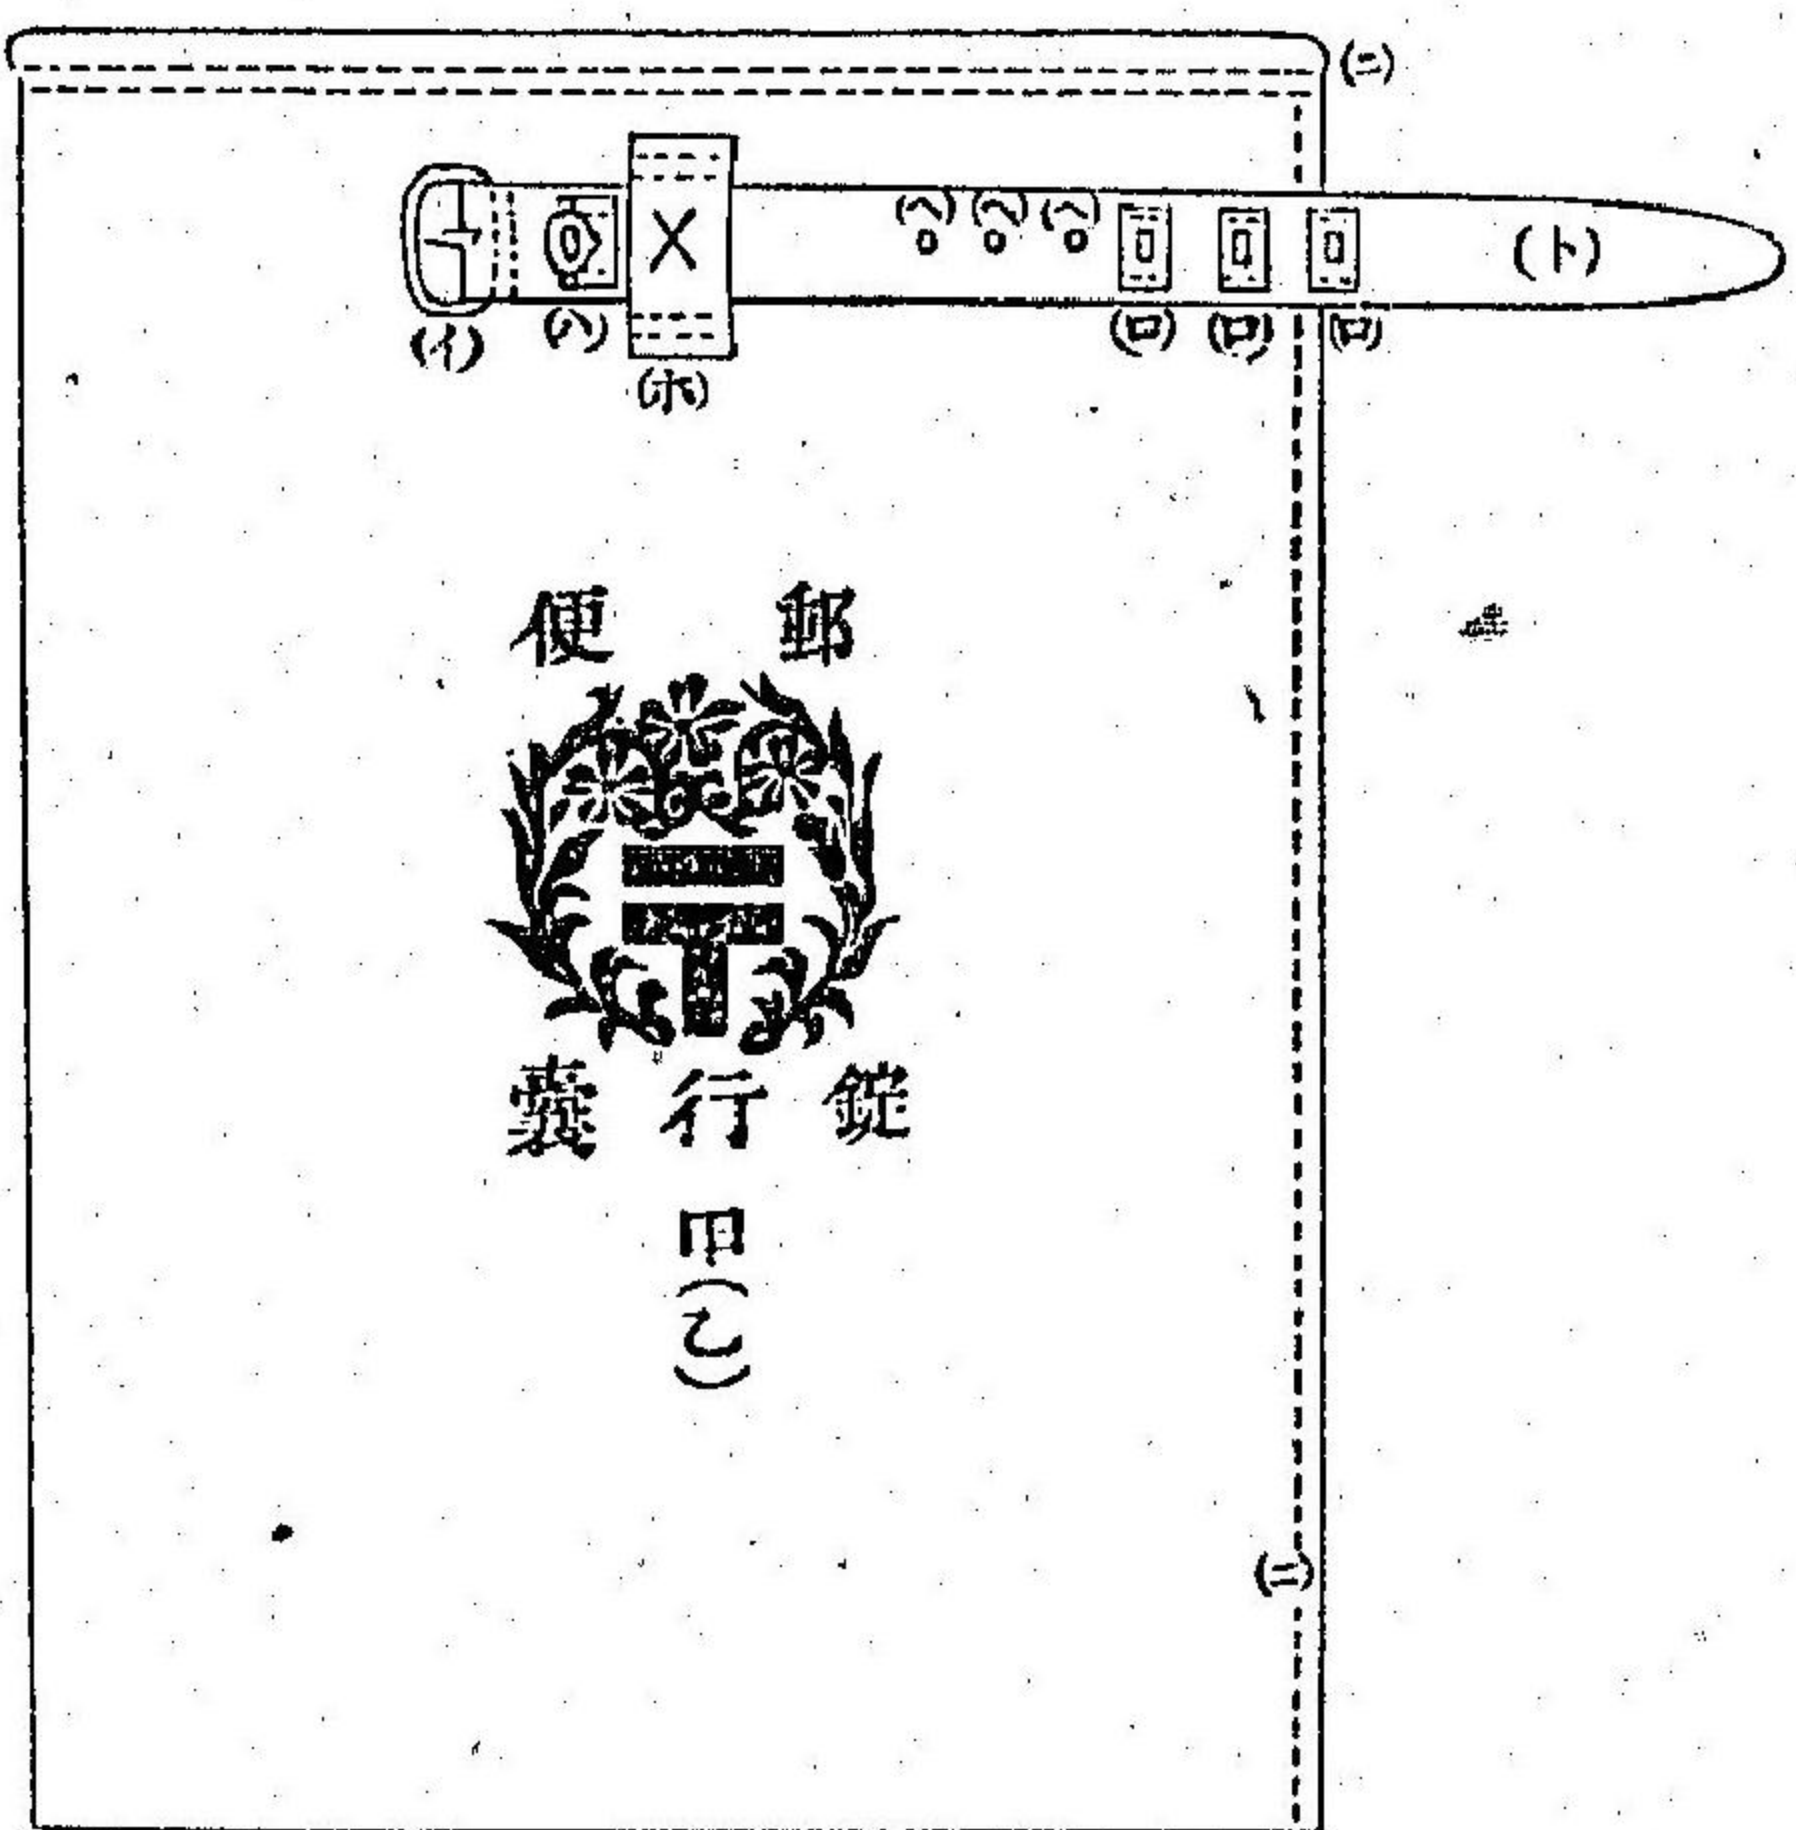 (ニ)
(ヘ) (ヘ) (ヘ)
(ト)
(イ) (ハ) (ロ) (ロ) (ロ)
(ホ)
郵便
〒
錠行嚢
甲(乙)
(ニ)